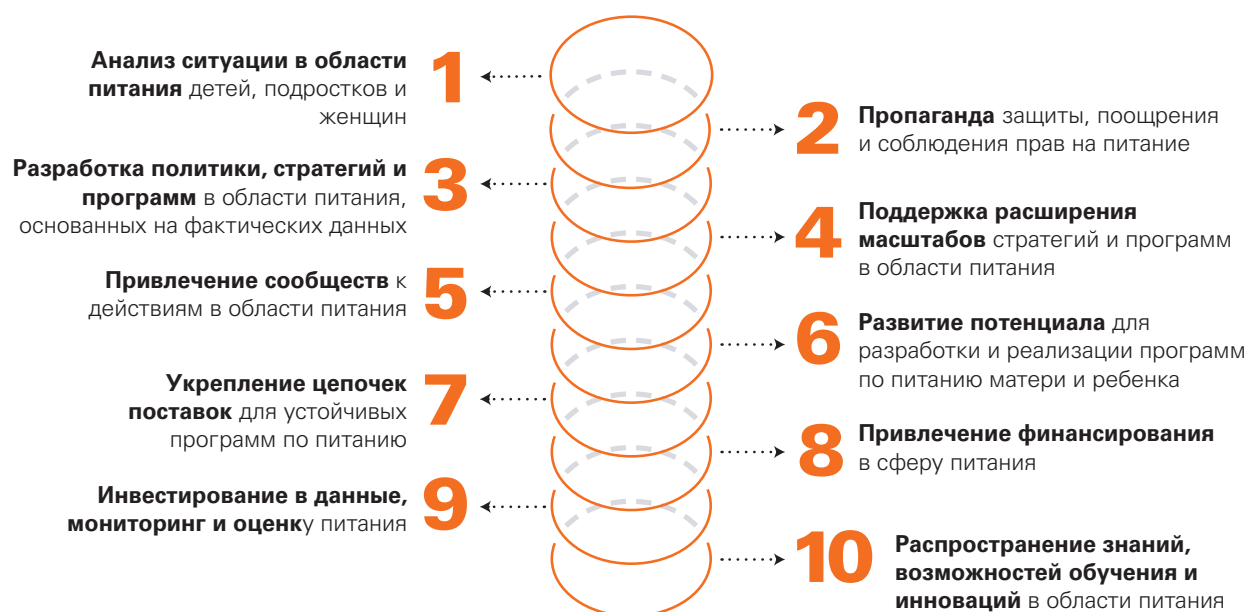 Анализ ситуации в области
питания детей, подростков и
женщин
1
2
Пропаганда защиты, поощрения
и соблюдения прав на питание
Разработка политики, стратегий и
программ в области питания,
основанных на фактических данных
3
4
Поддержка расширения
масштабов стратегий и программ
в области питания
Привлечение сообществ к
действиям в области питания
5
6
Развитие потенциала для
разработки и реализации программ
по питанию матери и ребенка
Укрепление цепочек
поставок для устойчивых
программ по питанию
7
8
Привлечение финансирования
в сферу питания
Инвестирование в данные,
мониторинг и оценку питания
9
10
Распространение знаний,
возможностей обучения и
инноваций в области питания